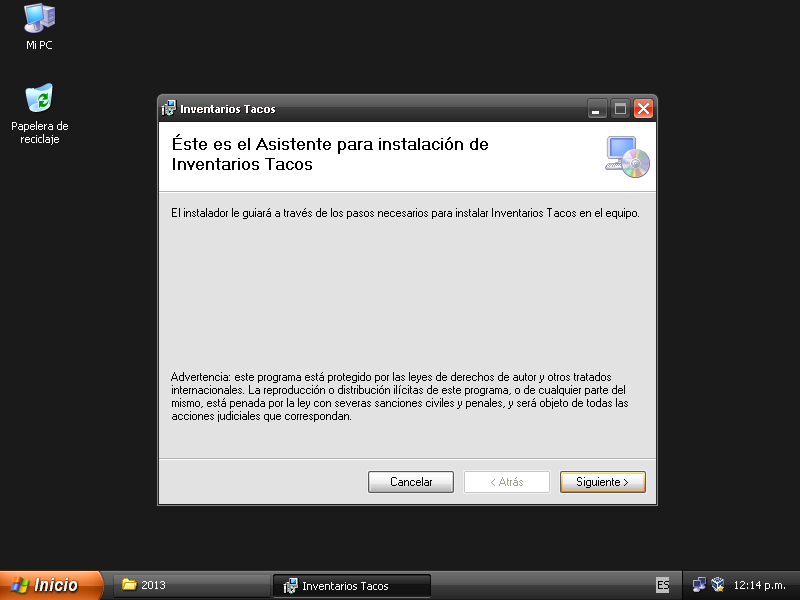 Mi PC
Papelera de
reciclaje
Inventarios Tacos
Éste es el Asistente para instalación de
Inventarios Tacos
El instalador le guiará a través de los pasos necesarios para instalar Inventarios Tacos en el equipo.
Advertencia: este programa está protegido por las leyes de derechos de autor y otros tratados
internacionales. La reproducción o distribución ilícitas de este programa, o de cualquier parte del
mismo, está penada por la ley con severas sanciones civiles y penales, y será objeto de todas las
acciones judiciales que correspondan.
Cancelar
< Atrás
Siguiente >
Inicio
2013
Inventarios Tacos
ES
12:14 p.m.